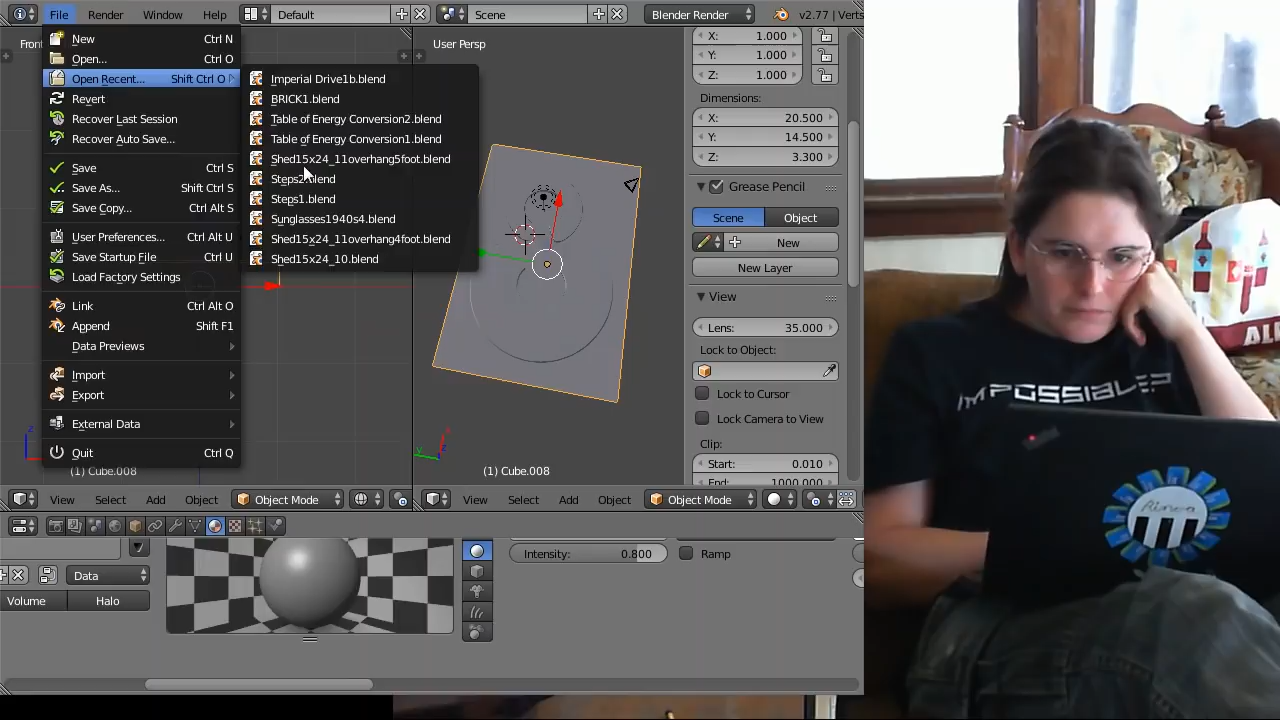 File Render Window Help Default Scene Blender Render v2.77
User Persp
New Ctrl N
Open... Ctrl O
Open Recent... Shift Ctrl O
Revert
Recover Last Session
Recover Auto Save...
Save Ctrl S
Save As... Shift Ctrl S
Save Copy... Ctrl Alt S
User Preferences... Ctrl Alt U
Save Startup File Ctrl U
Load Factory Settings
Link Ctrl Alt O
Append Shift F1
Data Previews
Import
Export
External Data
Quit Ctrl Q
Imperial Drive1b.blend
BRICK1.blend
Table of Energy Conversion2.blend
Table of Energy Conversion1.blend
Shed15x24_11overhang5foot.blend
Steps2.blend
Steps1.blend
Sunglasses1940s4.blend
Shed15x24_11overhang4foot.blend
Shed15x24_10.blend
X: 1.000
Y: 1.000
Z: 1.000
Dimensions:
X: 20.500
Y: 14.500
Z: 3.300
Grease Pencil
Scene Object
New
New Layer
View
Lens: 35.000
Lock to Object:
Lock to Cursor
Lock Camera to View
Clip:
Start: 0.010
(1) Cube.008
(1) Cube.008
View Select Add Object Object Mode
View Select Add Object Object Mode
Data
Volume Halo
Intensity: 0.800 Ramp
IMPOSSIBLE?